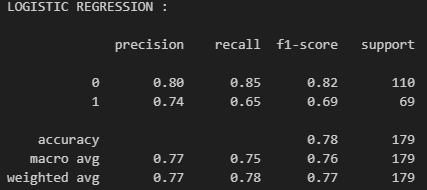 LOGISTIC REGRESSION :
precision recall f1-score support
0 0.80 0.85 0.82 110
1 0.74 0.65 0.69 69
accuracy 0.78 179
macro avg 0.77 0.75 0.76 179
weighted avg 0.77 0.78 0.77 179